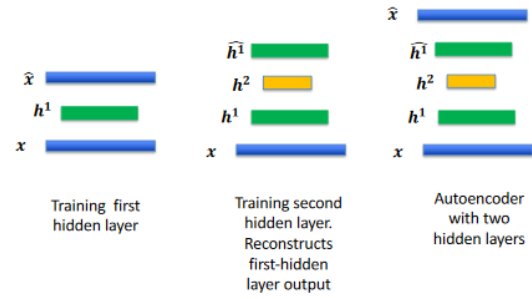 x̂
h¹
x
Training first
hidden layer
ĥ¹
h²
h¹
x
Training second
hidden layer.
Reconstructs
first-hidden
layer output
x̂
ĥ¹
h²
h¹
x
Autoencoder
with two
hidden layers